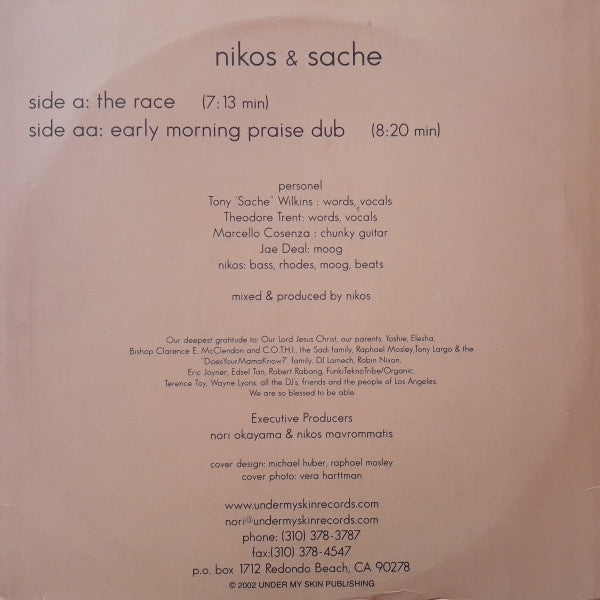 nikos & sache
side a: the race (7:13 min)
side aa: early morning praise dub (8:20 min)
personel
Tony 'Sache" Wilkins : words, vocals
Theodore Trent: words, vocals
Marcello Cosenza : chunky guitar
Jae Deal: moog
nikos: bass, rhodes, moog, beats
mixed & produced by nikos
Our deepest gratitude to: Our Lord Jesus Christ, our parents, Yoshie, Elesha,
Bishop Clarence E. McClendon and C.O.T.H.I., the Sadi family, Raphael Mosley,Tony Largo & the
"DoesYourMamaKnow?" family, DJ Lamech, Robin Nixon,
Eric Joyner, Edsel Tan, Robert Rabang, FunkiTeknoTribe/Organic,
Terence Toy, Wayne Lyons, all the DJ's, friends and the people of Los Angeles.
We are so blessed to be able
Executive Producers
nori okayama & nikos mavrommatis
cover design: michael huber, raphael mosley
cover photo: vera harttman
www.undermyskinrecords.com
nori@undermyskinrecords.com
phone: (310) 378-3787
fax:(310) 378-4547
p.o. box 1712 Redondo Beach, CA 90278
© 2002 UNDER MY SKIN PUBLISHING